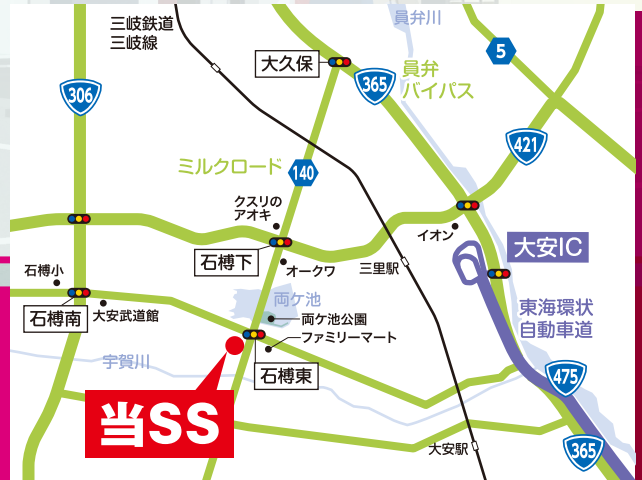 三岐鉄道
三岐線
員弁川
大久保
5
306
365
員弁
バイパス
421
ミルクロード
140
クスリの
アオキ
イオン
大安IC
石榑下
オークワ
三里駅
石榑小
両ケ池
石榑南
大安武道館
両ケ池公園
ファミリーマート
東海環状
自動車道
宇賀川
石榑東
475
当SS
大安駅
365